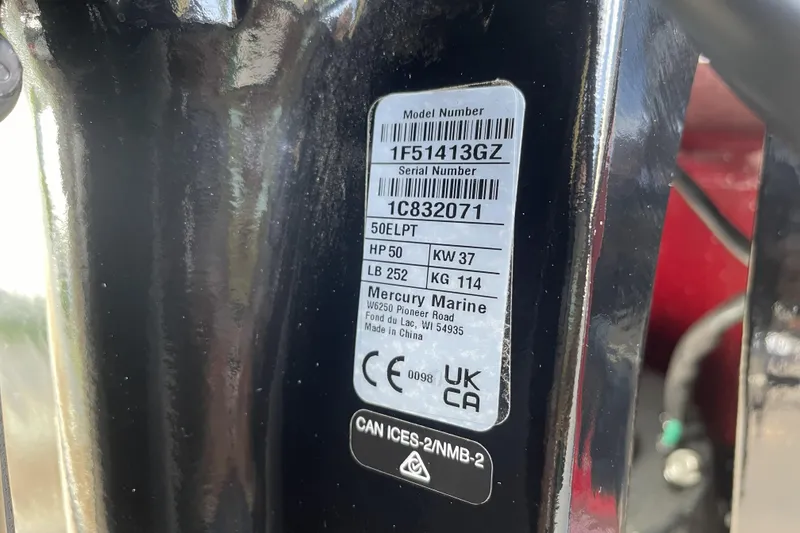 Model Number
1F51413GZ
Serial Number
1C832071
50ELPT
HP 50 KW 37
LB 252 KG 114
Mercury Marine
W6250 Pioneer Road
Fond du Lac, WI 54935
Made in China
CE 0098 UK CA
CAN ICES-2/NMB-2